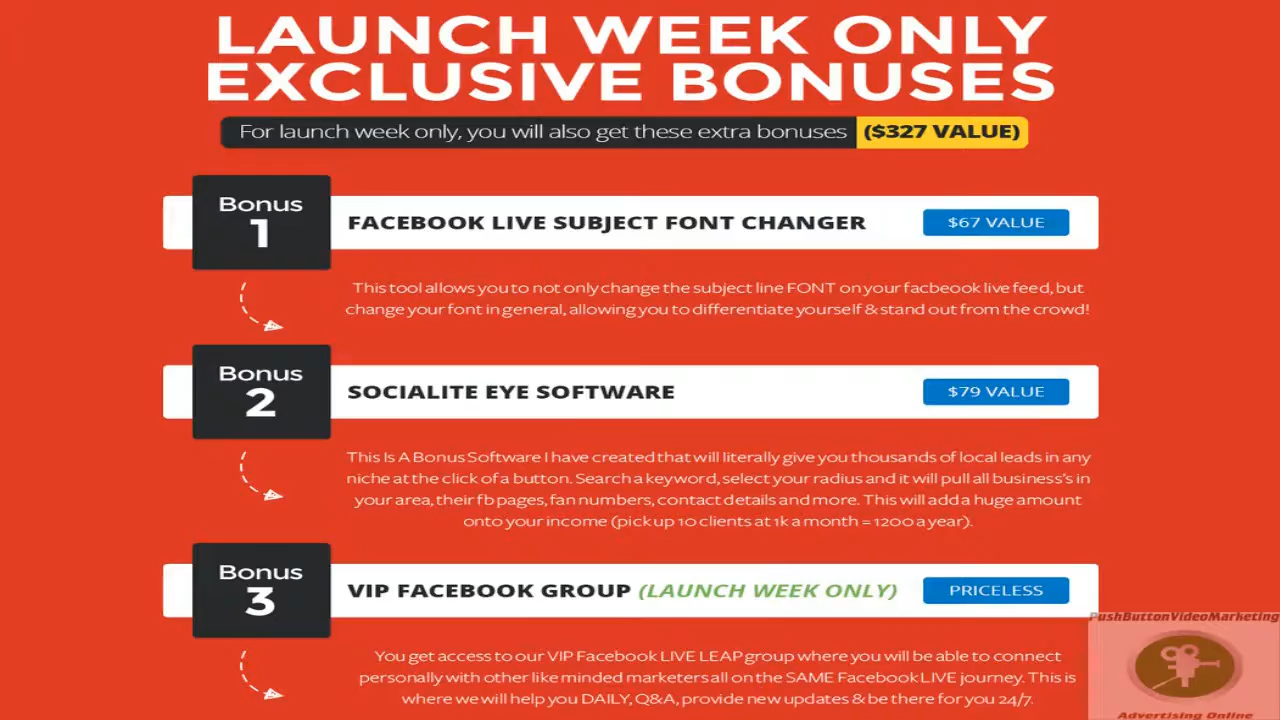 LAUNCH WEEK ONLY
EXCLUSIVE BONUSES
For launch week only, you will also get these extra bonuses ($327 VALUE)
Bonus
1
FACEBOOK LIVE SUBJECT FONT CHANGER
$67 VALUE
This tool allows you to not only change the subject line FONT on your facbeook live feed, but
change your font in general, allowing you to differentiate yourself & stand out from the crowd!
Bonus
2
SOCIALITE EYE SOFTWARE
$79 VALUE
This Is A Bonus Software I have created that will literally give you thousands of local leads in any
niche at the click of a button. Search a keyword, select your radius and it will pull all business's in
your area, their fb pages, fan numbers, contact details and more. This will add a huge amount
onto your income (pick up 10 clients at 1k a month = 1200 a year).
Bonus
3
VIP FACEBOOK GROUP (LAUNCH WEEK ONLY)
PRICELESS
You get access to our VIP Facebook LIVE LEAP group where you will be able to connect
personally with other like minded marketers all on the SAME Facebook LIVE journey. This is
where we will help you DAILY, Q&A, provide new updates & be there for you 24/7.
PushButtonVideoMarketing
Advertising Online